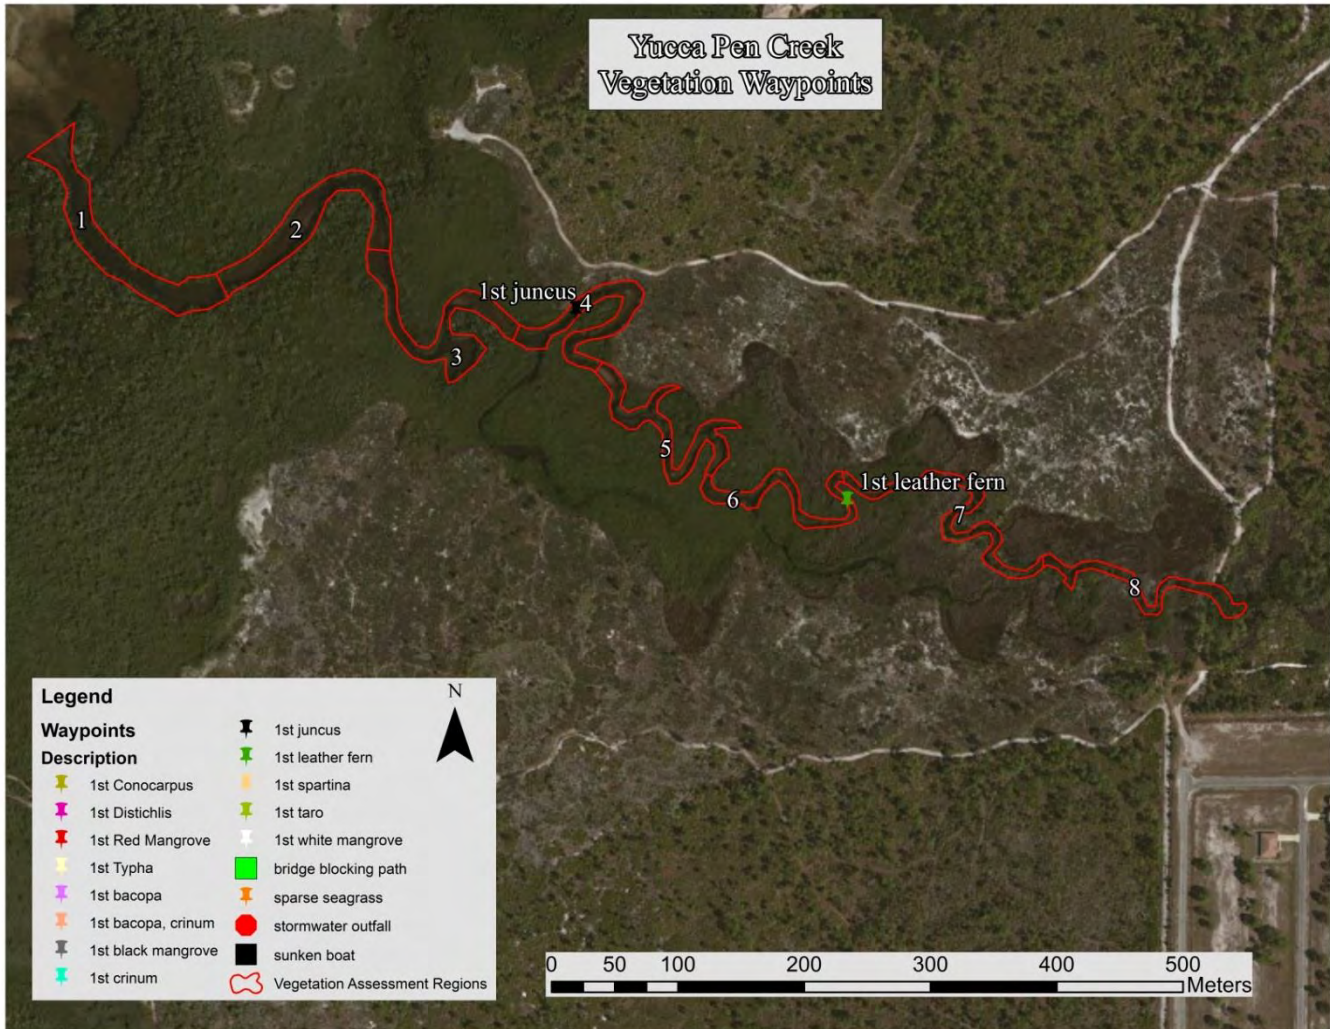 Yucca Pen Creek
Vegetation Waypoints
1
2
1st juncus
4
3
5
1st leather fern
6
7
8
Legend
N
Waypoints
Description
1st Conocarpus
1st Distichlis
1st Red Mangrove
1st Typha
1st bacopa
1st bacopa, crinum
1st black mangrove
1st crinum
1st juncus
1st leather fern
1st spartina
1st taro
1st white mangrove
bridge blocking path
sparse seagrass
stormwater outfall
sunken boat
Vegetation Assessment Regions
0 50 100 200 300 400 500
Meters